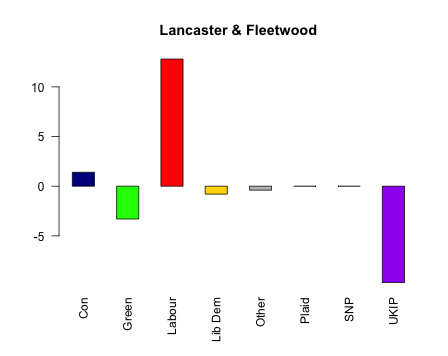 Lancaster & Fleetwood
10
5
0
-5
Con
Green
Labour
Lib Dem
Other
Plaid
SNP
UKIP